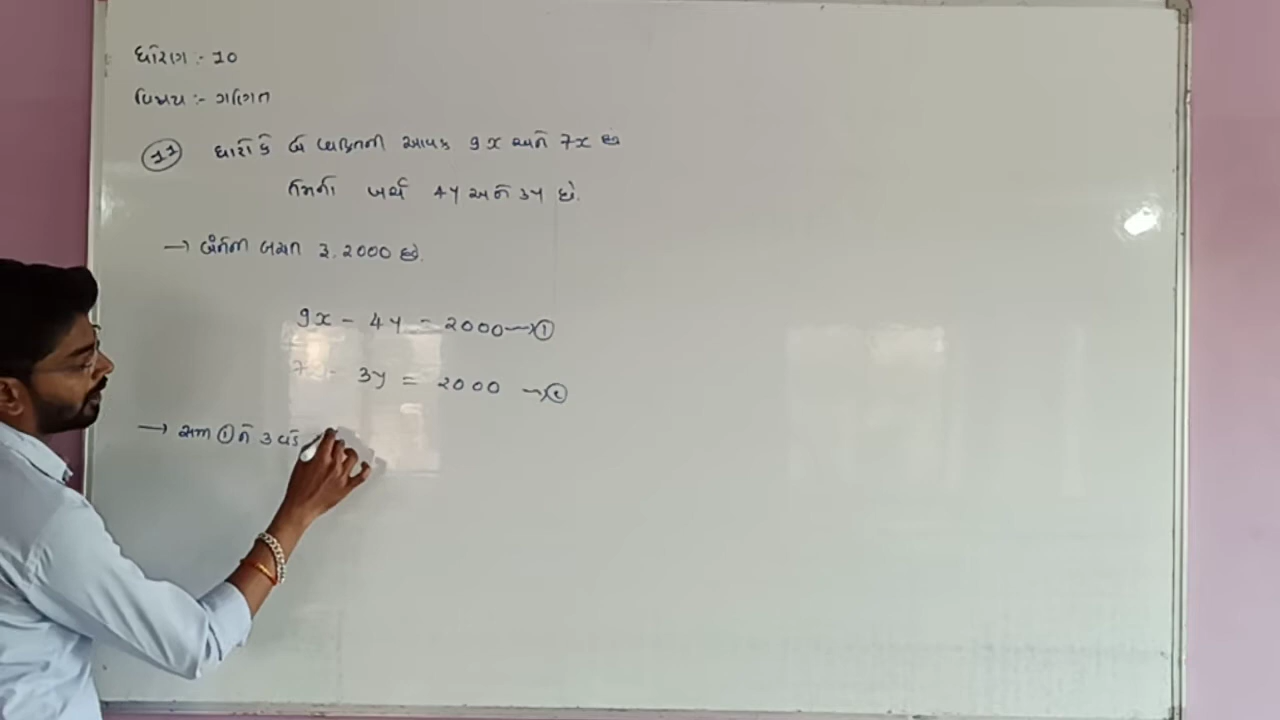 ધોરણ :- 10
વિષય :- ગણિત
11 ધારો કે બે વ્યક્તિની આવક 9x અને 7x છે
તેમના ખર્ચ 4y અને 3y છે.
→ બંનેની બચત રૂ. 2000 છે.
9x - 4y = 2000 → ①
7 - 3y = 2000 → ②
→ સમી ① ને 3 વડે